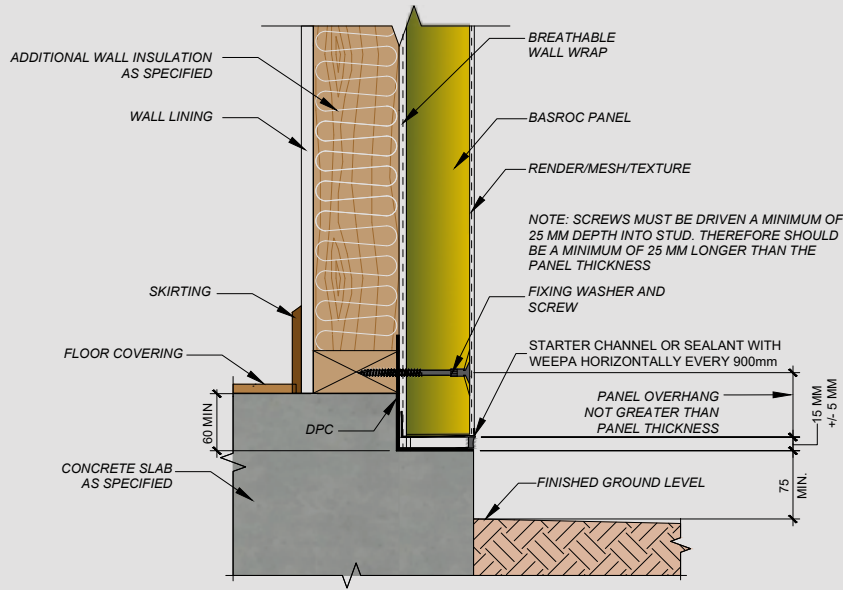 ADDITIONAL WALL INSULATION
AS SPECIFIED
WALL LINING
SKIRTING
FLOOR COVERING
60 MIN
DPC
CONCRETE SLAB
AS SPECIFIED
BREATHABLE
WALL WRAP
BASROC PANEL
RENDER/MESH/TEXTURE
NOTE: SCREWS MUST BE DRIVEN A MINIMUM OF
25 MM DEPTH INTO STUD. THEREFORE SHOULD
BE A MINIMUM OF 25 MM LONGER THAN THE
PANEL THICKNESS
FIXING WASHER AND
SCREW
STARTER CHANNEL OR SEALANT WITH
WEEPA HORIZONTALLY EVERY 900mm
PANEL OVERHANG
NOT GREATER THAN
PANEL THICKNESS
15 MM
+/- 5 MM
75
MIN.
FINISHED GROUND LEVEL